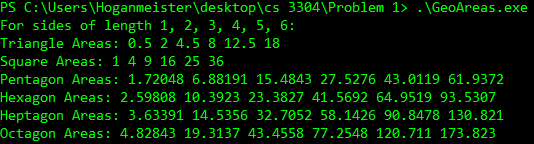 PS C:\Users\Hoganmeister\desktop\cs 3304\Problem 1> .\GeoAreas.exe
For sides of length 1, 2, 3, 4, 5, 6:
Triangle Areas: 0.5 2 4.5 8 12.5 18
Square Areas: 1 4 9 16 25 36
Pentagon Areas: 1.72048 6.88191 15.4843 27.5276 43.0119 61.9372
Hexagon Areas: 2.59808 10.3923 23.3827 41.5692 64.9519 93.5307
Heptagon Areas: 3.63391 14.5356 32.7052 58.1426 90.8478 130.821
Octagon Areas: 4.82843 19.3137 43.4558 77.2548 120.711 173.823